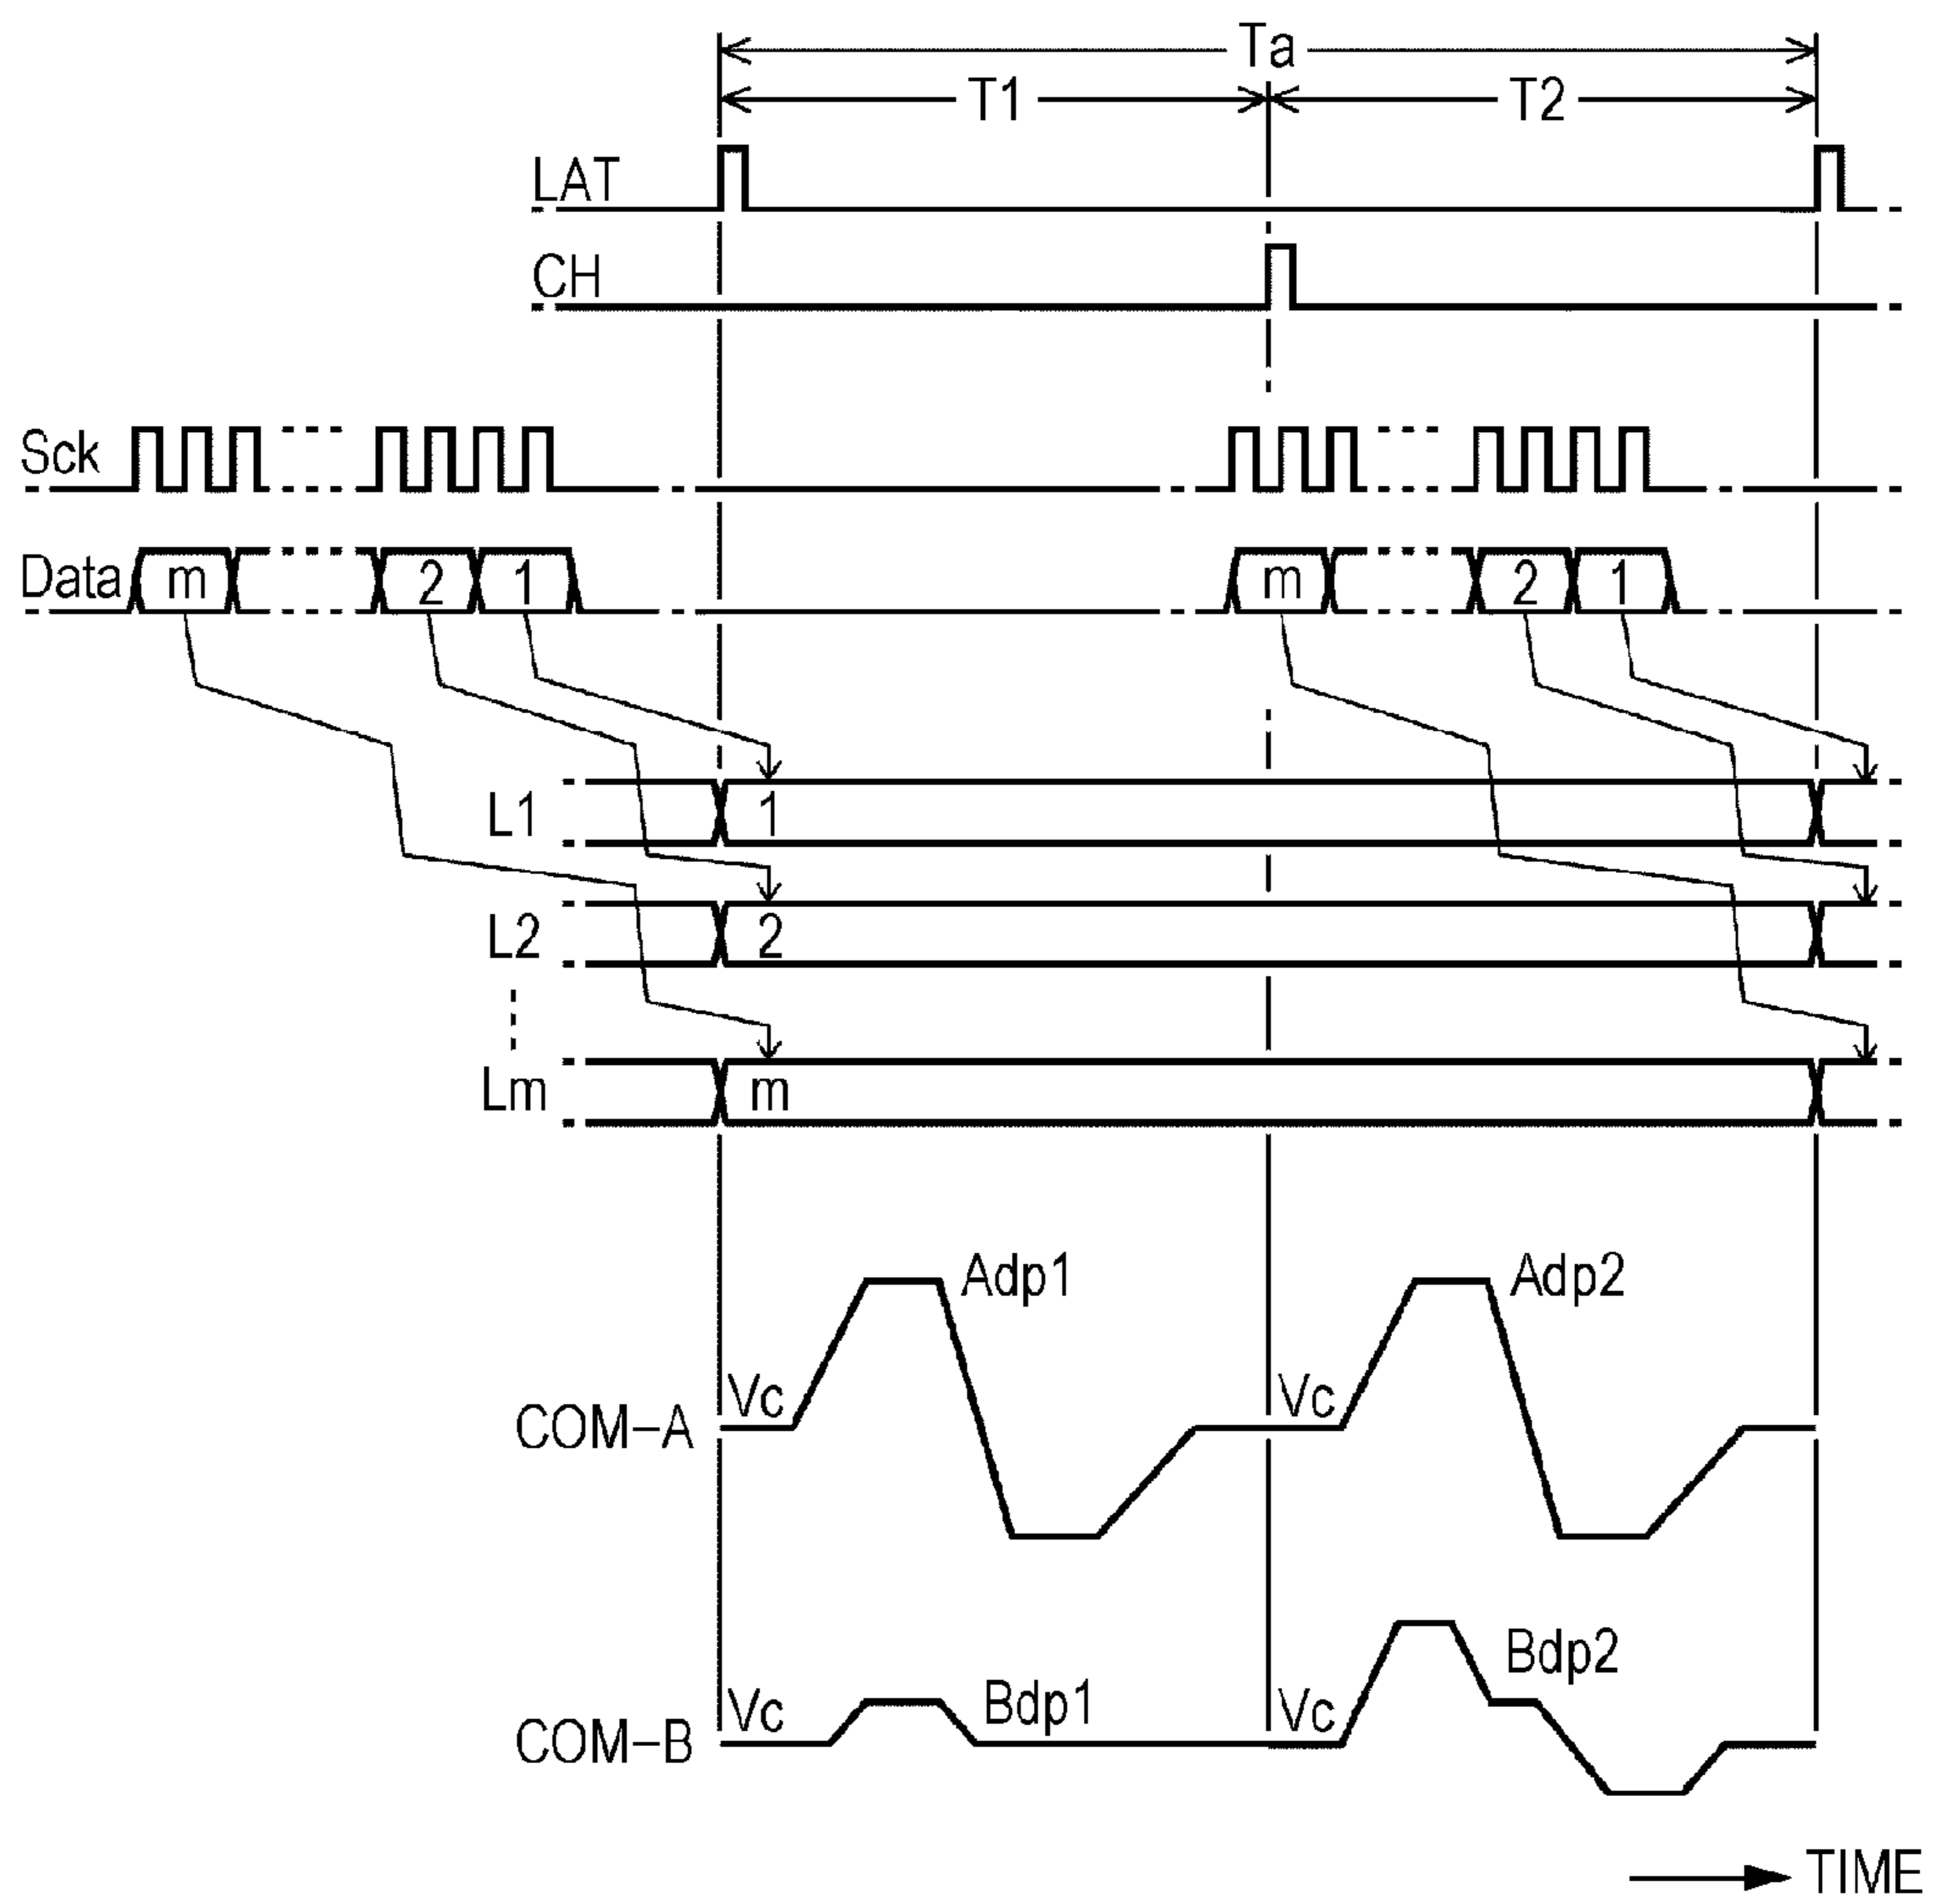 Ta
T1 T2
LAT
CH
Sck
Data m 2 1 m 2 1
L1 1
L2 2
Lm m
Adp1 Adp2
COM-A Vc Vc
Bdp2
COM-B Vc Bdp1 Vc
TIME